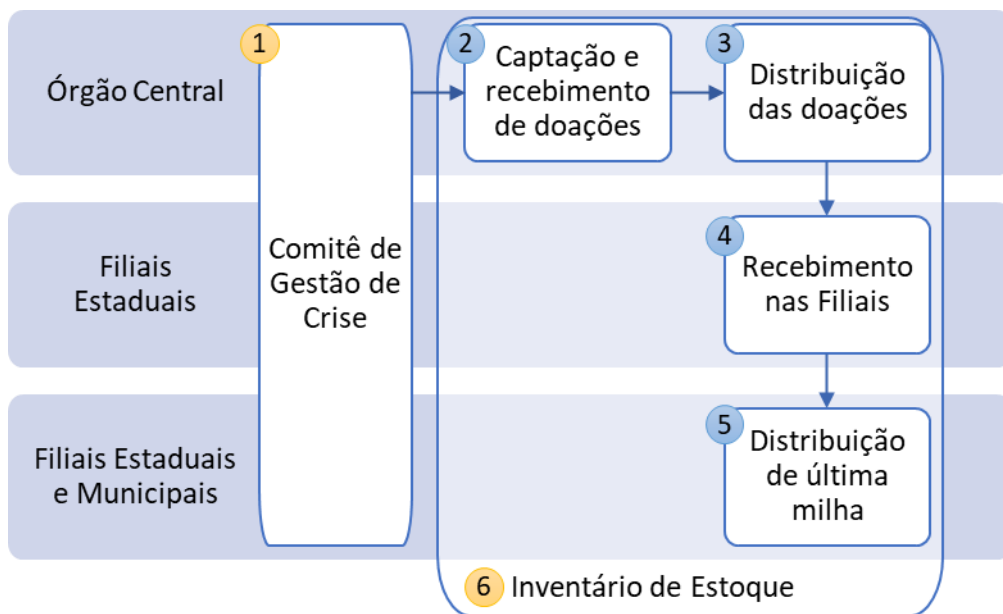 Órgão Central
1
Comitê de
Gestão de
Crise
2
Captação e
recebimento
de doações
3
Distribuição
das doações
Filiais
Estaduais
4
Recebimento
nas Filiais
Filiais Estaduais
e Municipais
5
Distribuição
de última
milha
6 Inventário de Estoque